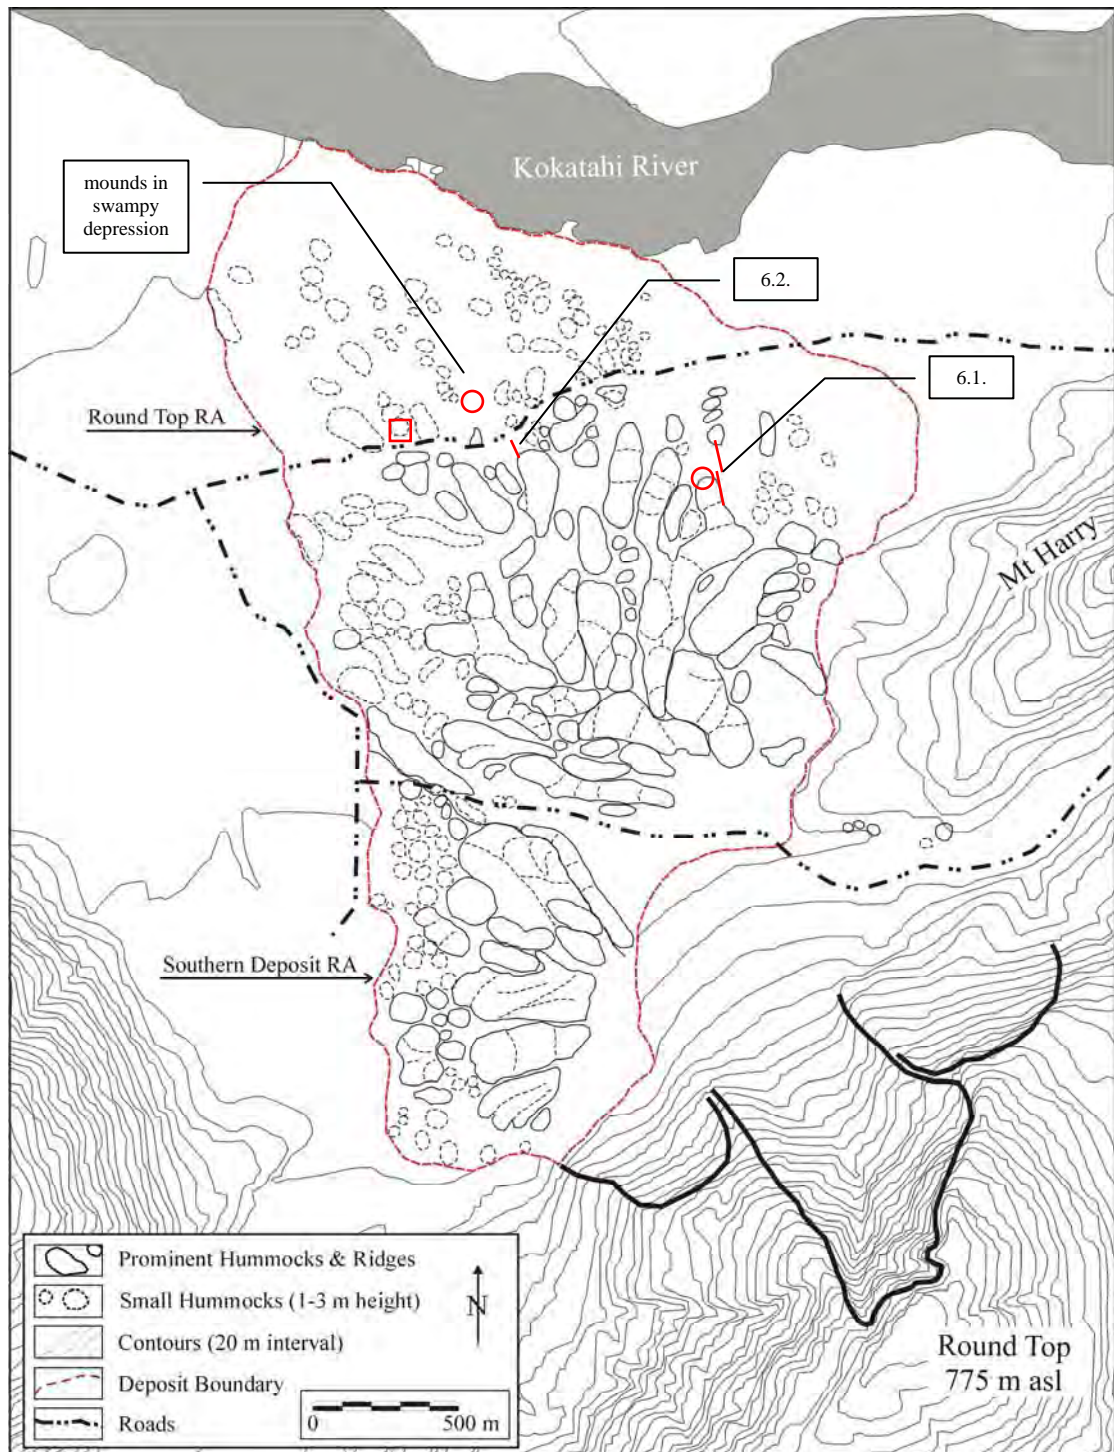 Kokatahi River
mounds in
swampy
depression
6.2.
6.1.
Round Top RA
Mt Harry
Southern Deposit RA
Prominent Hummocks & Ridges
Small Hummocks (1-3 m height)
Contours (20 m interval)
Deposit Boundary
Roads
N
0 500 m
Round Top
775 m asl